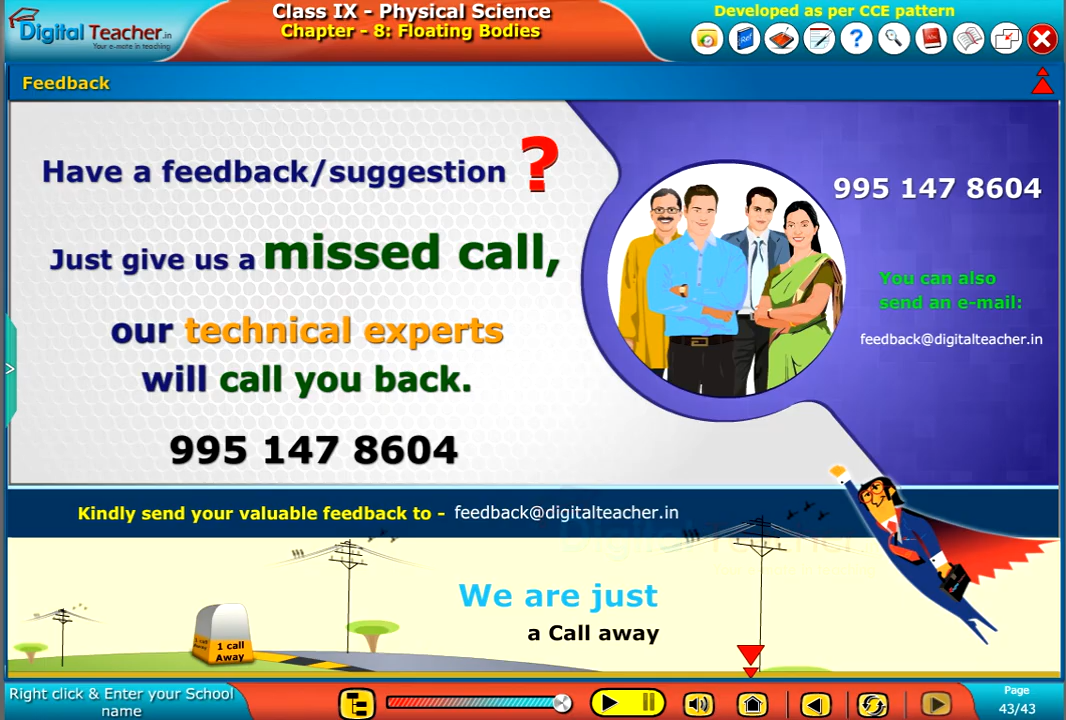 Digital Teacher.in
Your e-mate in teaching
Class IX - Physical Science
Chapter - 8: Floating Bodies
Developed as per CCE pattern
Ref
?
Feedback
Have a feedback/suggestion ?
Just give us a missed call,
our technical experts
will call you back.
995 147 8604
995 147 8604
You can also
send an e-mail:
feedback@digitalteacher.in
Kindly send your valuable feedback to - feedback@digitalteacher.in
Digital Teacher
We are just
a Call away
1 call
Away
Right click & Enter your School
name
Page
43/43